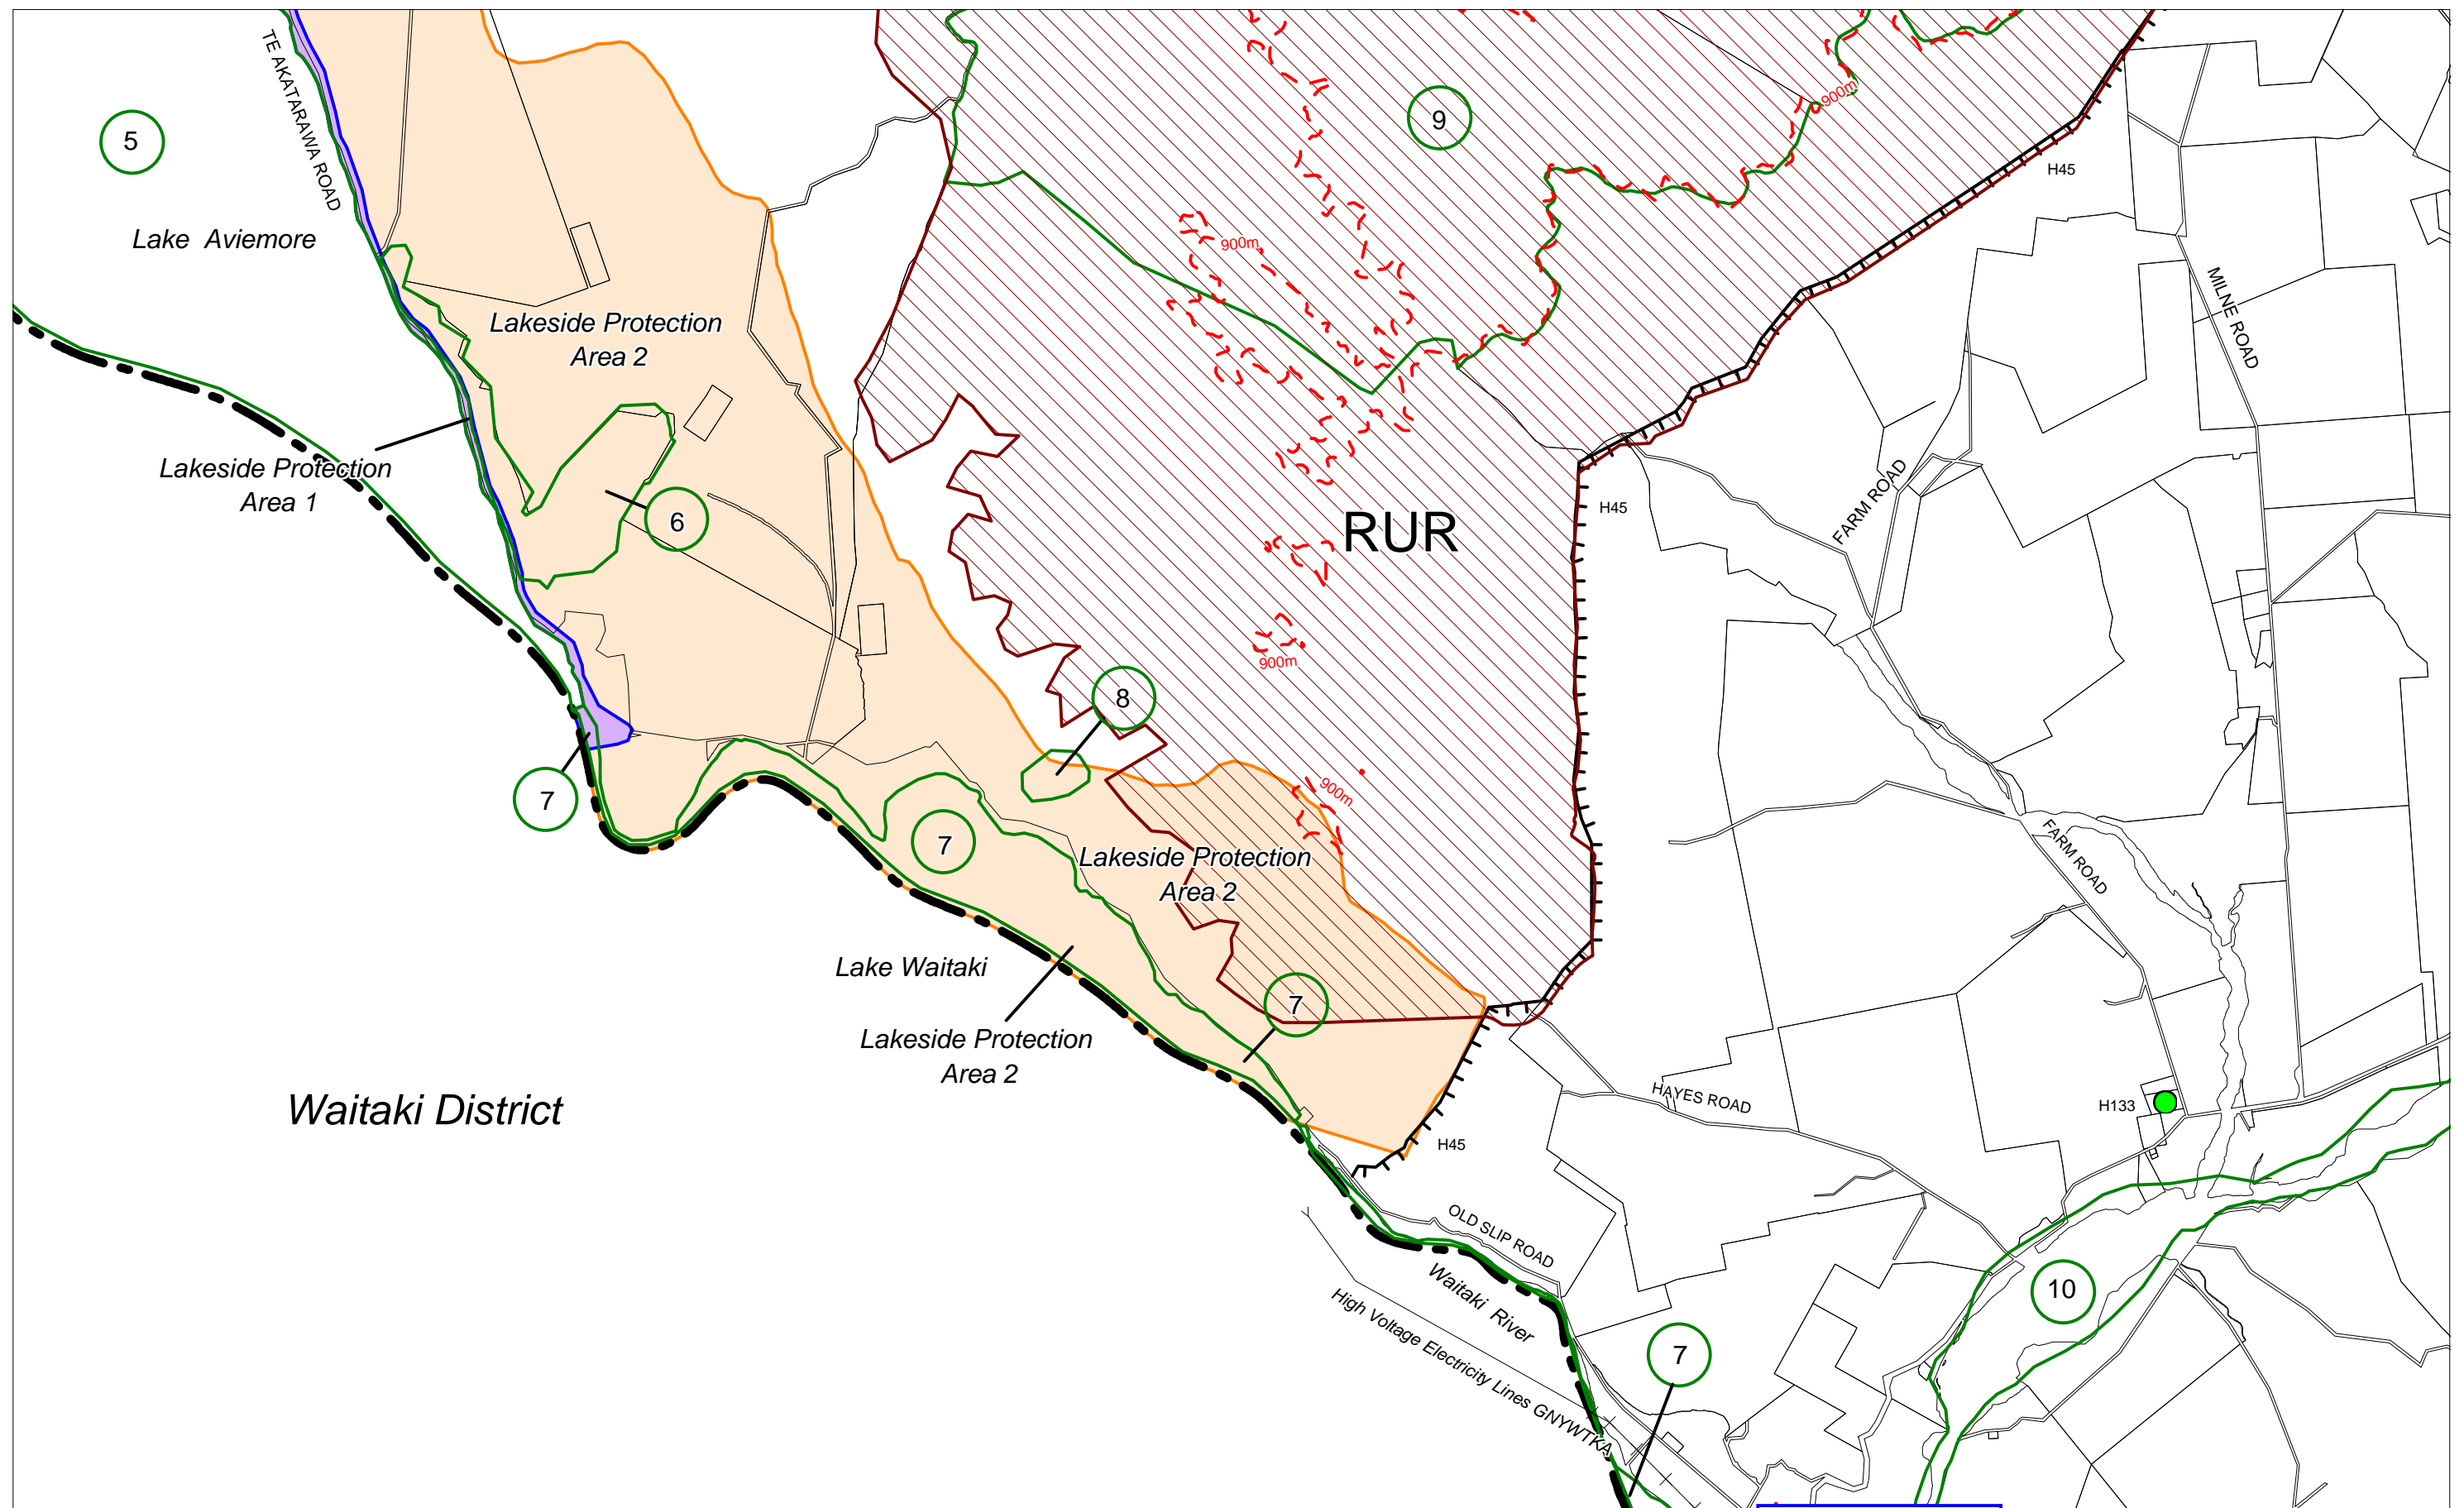 TE AKATARAWA ROAD
5
Lake Aviemore
9
900m
H45
Lakeside Protection
Area 2
900m
MILNE ROAD
Lakeside Protection
Area 1
6
RUR
H45
FARM ROAD
900m
8
7
7
900m
Lakeside Protection
Area 2
FARM ROAD
Lake Waitaki
7
Lakeside Protection
Area 2
Waitaki District
HAYES ROAD
H133
H45
OLD SLIP ROAD
Waitaki River
High Voltage Electricity Lines GNYWTKA
10
7